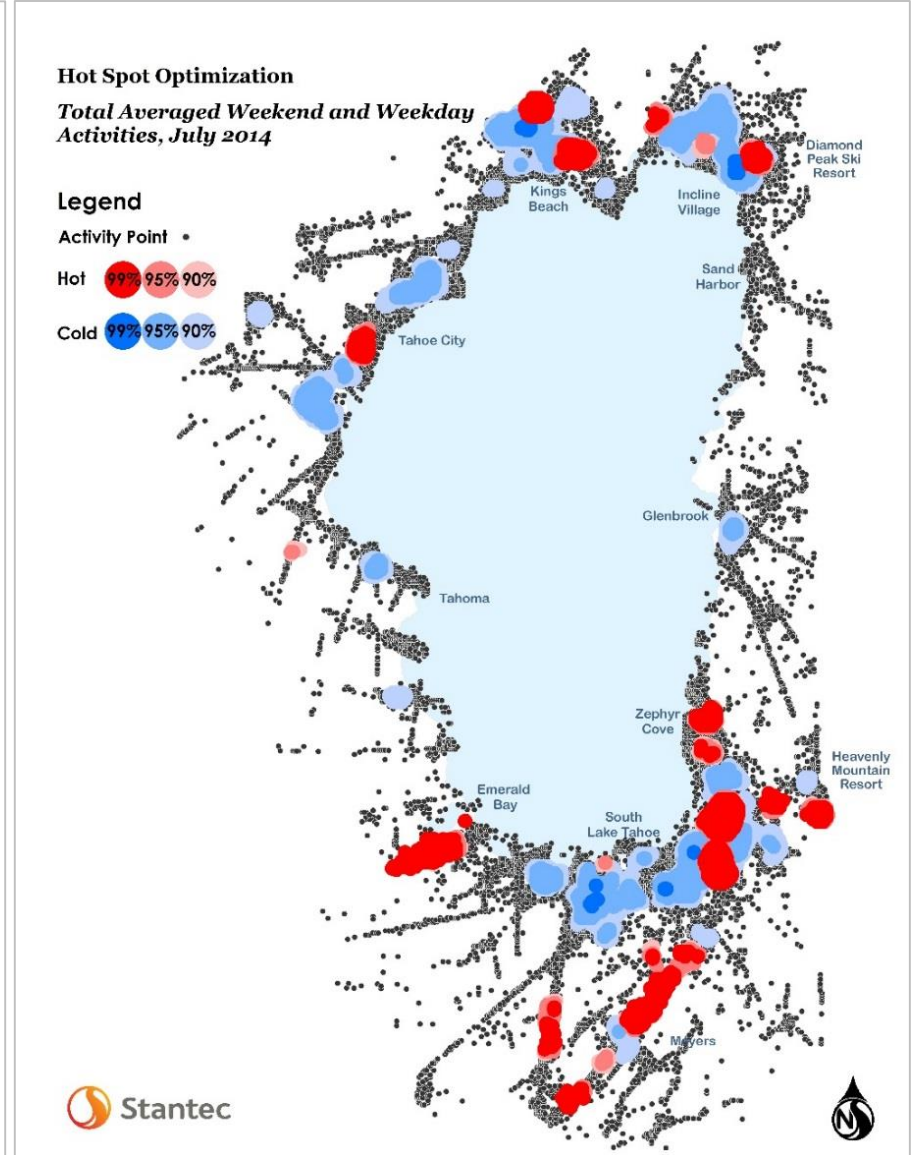 Hot Spot Optimization
Total Averaged Weekend and Weekday
Activities, July 2014
Legend
Activity Point
Hot 99% 95% 90%
Cold 99% 95% 90%
Kings
Beach
Incline
Village
Diamond
Peak Ski
Resort
Sand
Harbor
Tahoe City
Glenbrook
Tahoma
Zephyr
Cove
Heavenly
Mountain
Resort
Emerald
Bay
South
Lake Tahoe
Meyers
Stantec
N